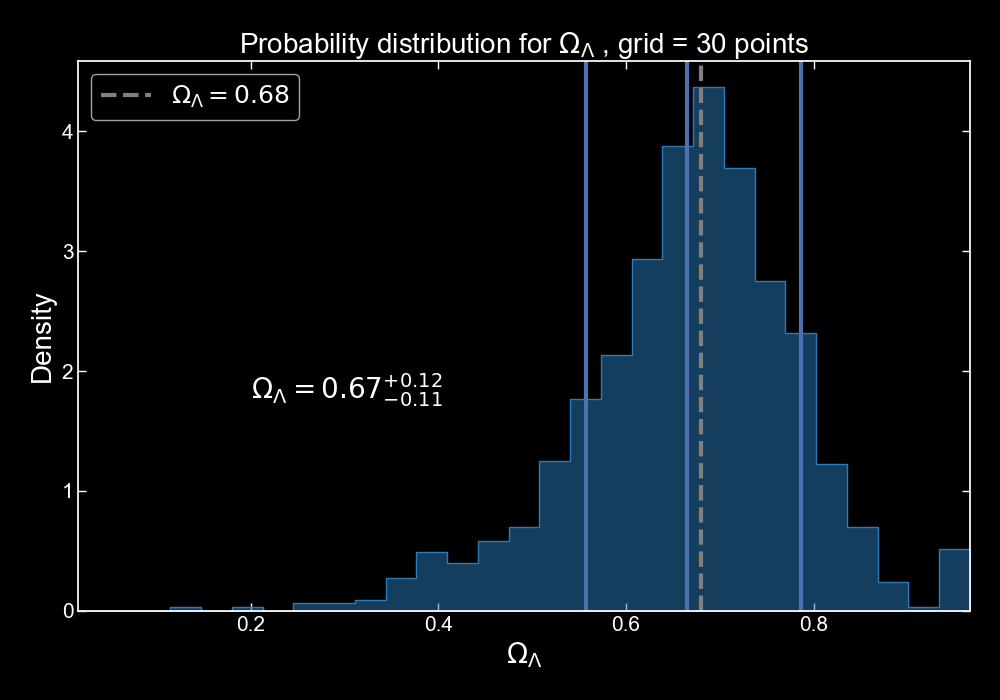 Probability distribution for Ω_Λ , grid = 30 points
Ω_Λ = 0.68
Density
4
3
2
1
0
Ω_Λ = 0.67^{+0.12}_{−0.11}
0.2 0.4 0.6 0.8
Ω_Λ